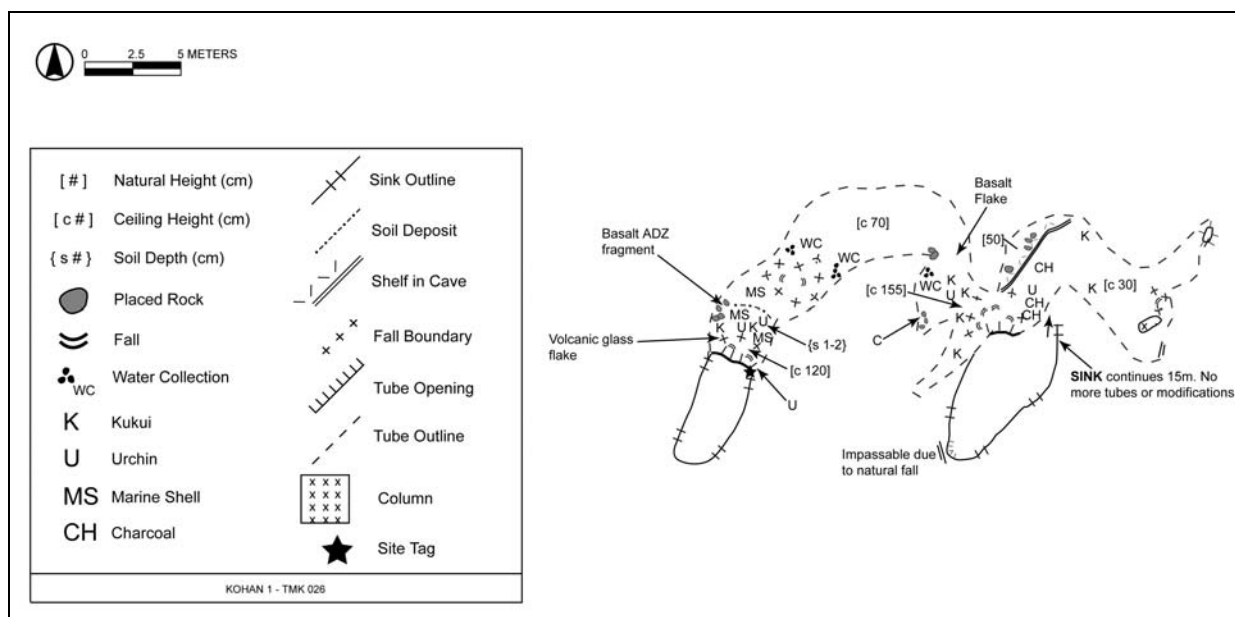 0 2.5 5 METERS
[ # ] Natural Height (cm)
[ c # ] Ceiling Height (cm)
{ s # } Soil Depth (cm)
Placed Rock
Fall
WC Water Collection
K Kukui
U Urchin
MS Marine Shell
CH Charcoal
Sink Outline
Soil Deposit
Shelf in Cave
Fall Boundary
Tube Opening
Tube Outline
Column
Site Tag
KOHAN 1 - TMK 026
Basalt
Flake
[c 70]
[50]
K
Basalt ADZ
fragment
WC
WC
CH
WC
K
U
K
K
[c 30]
MS
[c 155]
U
MS
CH
K
U
K
U
K
CH
Volcanic glass
flake
MS
{s 1-2}
C
K
[c 120]
U
SINK continues 15m. No
more tubes or modifications
Impassable due
to natural fall